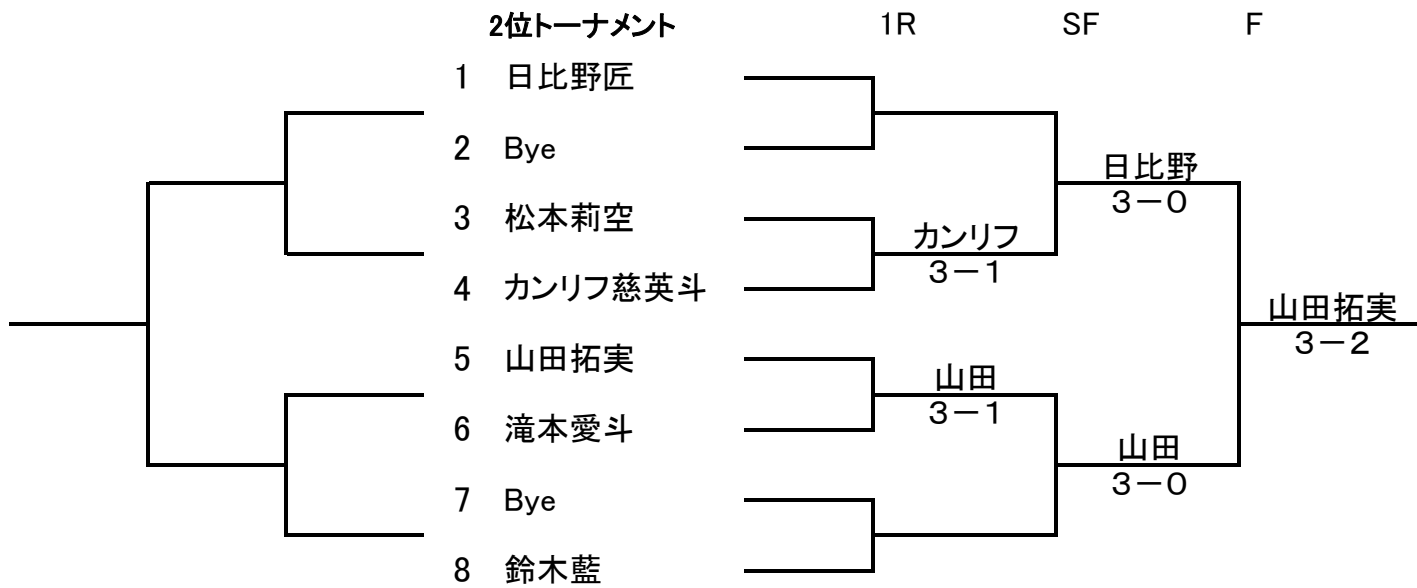 2位トーナメント 1R SF F
1 日比野匠
2 Bye
日比野
3-0
3 松本莉空
カンリフ
3-1
4 カンリフ慈英斗
山田拓実
3-2
5 山田拓実
山田
3-1
6 滝本愛斗
山田
3-0
7 Bye
8 鈴木藍